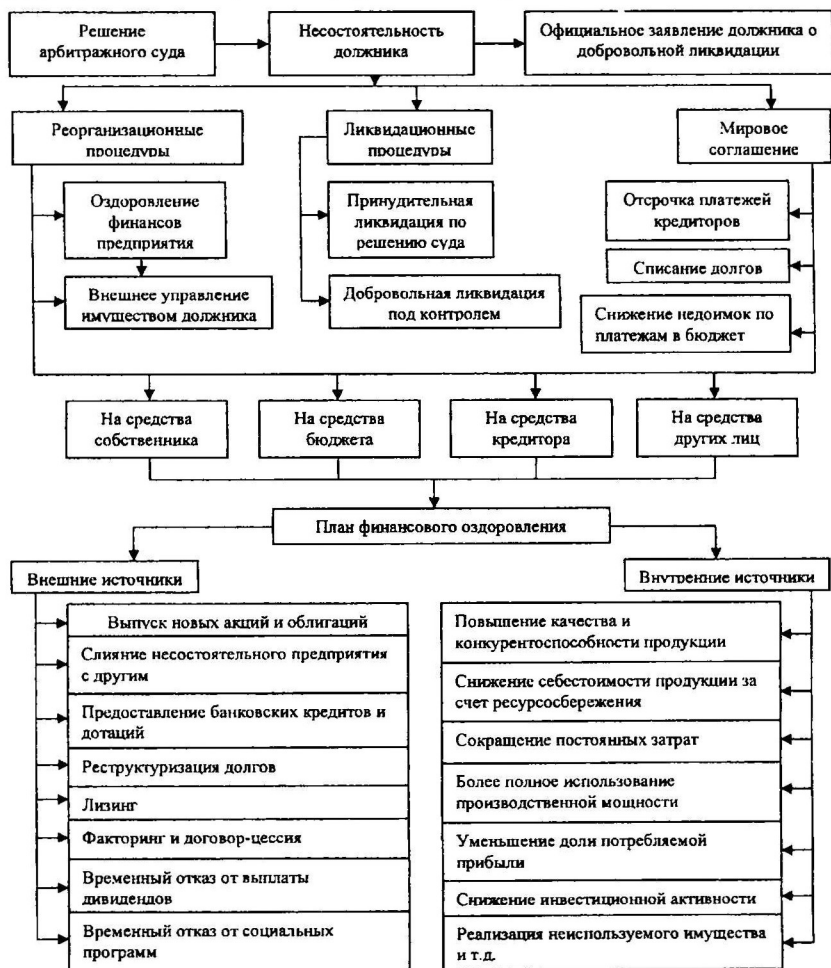 Решение
арбитражного суда
Несостоятельность
должника
Официальное заявление должника о
добровольной ликвидации
Реорганизационные
процедуры
Ликвидационные
процедуры
Мировое
соглашение
Оздоровление
финансов
предприятия
Принудительная
ликвидация по
решению суда
Отсрочка платежей
кредиторов
Списание долгов
Внешнее управление
имуществом должника
Добровольная ликвидация
под контролем
Снижение недоимок по
платежам в бюджет
На средства
собственника
На средства
бюджета
На средства
кредитора
На средства
других лиц
План финансового оздоровления
Внешние источники
Выпуск новых акций и облигаций
Слияние несостоятельного предприятия
с другим
Предоставление банковских кредитов и
дотаций
Реструктуризация долгов
Лизинг
Факторинг и договор-цессия
Временный отказ от выплаты
дивидендов
Временный отказ от социальных
программ
Внутренние источники
Повышение качества и
конкурентоспособности продукции
Снижение себестоимости продукции за
счет ресурсосбережения
Сокращение постоянных затрат
Более полное использование
производственной мощности
Уменьшение доли потребляемой
прибыли
Снижение инвестиционной активности
Реализация неиспользуемого имущества
и т.д.